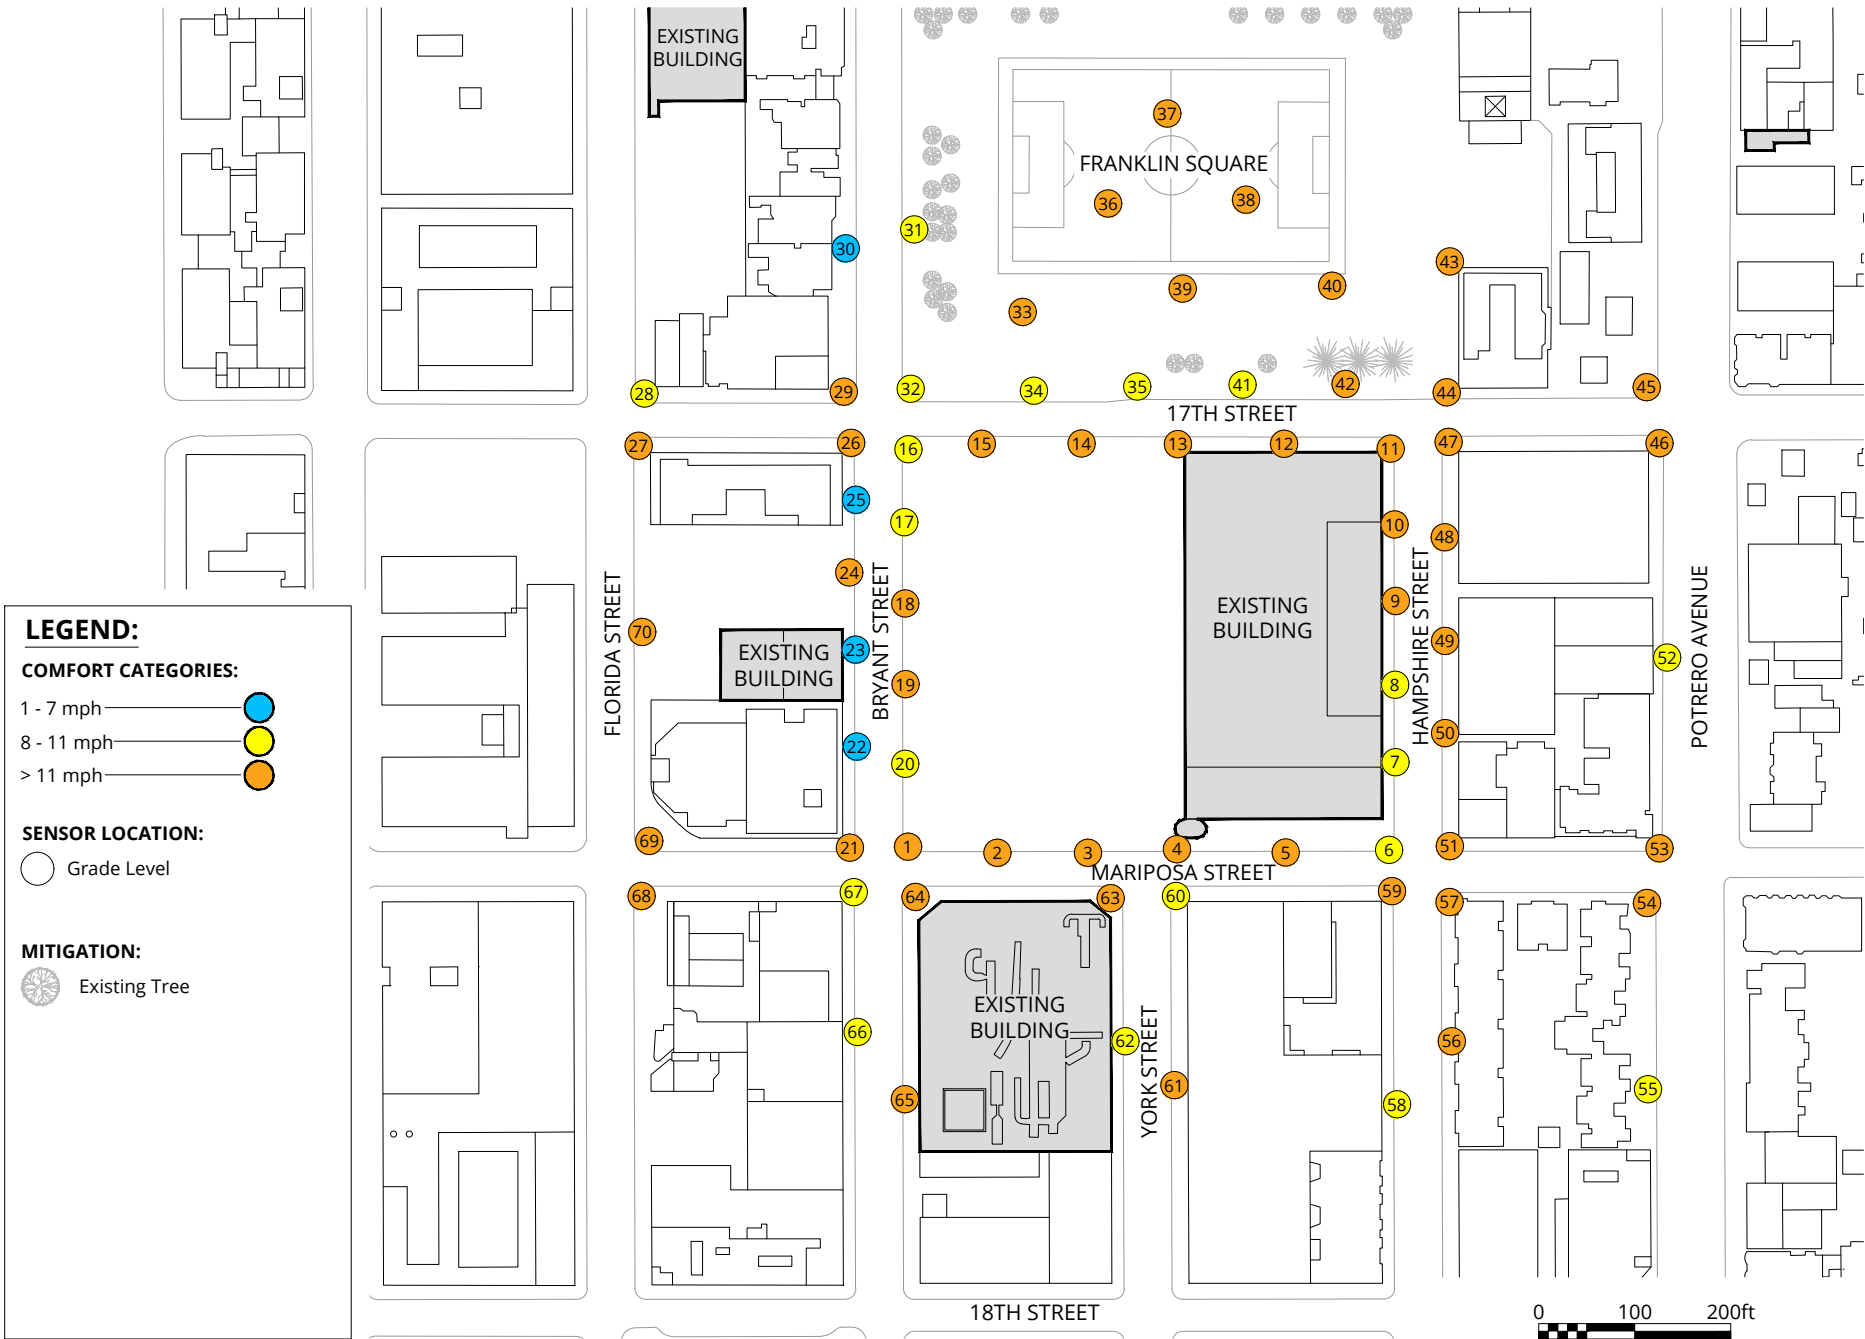 EXISTING
BUILDING
37
FRANKLIN SQUARE
36
38
31
30
43
39
40
33
28
29
32
34
35
41
42
44
45
17TH STREET
27
26
16
15
14
13
12
11
47
46
25
17
10
48
24
18
9
EXISTING
BUILDING
70
49
23
EXISTING
BUILDING
52
19
8
FLORIDA STREET
BRYANT STREET
HAMPSHIRE STREET
POTRERO AVENUE
22
50
20
7
69
21
1
2
3
4
5
6
51
53
MARIPOSA STREET
68
67
64
63
60
59
57
54
EXISTING
BUILDING
66
62
56
65
61
58
55
YORK STREET
18TH STREET
0 100 200ft
LEGEND:
COMFORT CATEGORIES:
1 - 7 mph
8 - 11 mph
> 11 mph
SENSOR LOCATION:
Grade Level
MITIGATION:
Existing Tree